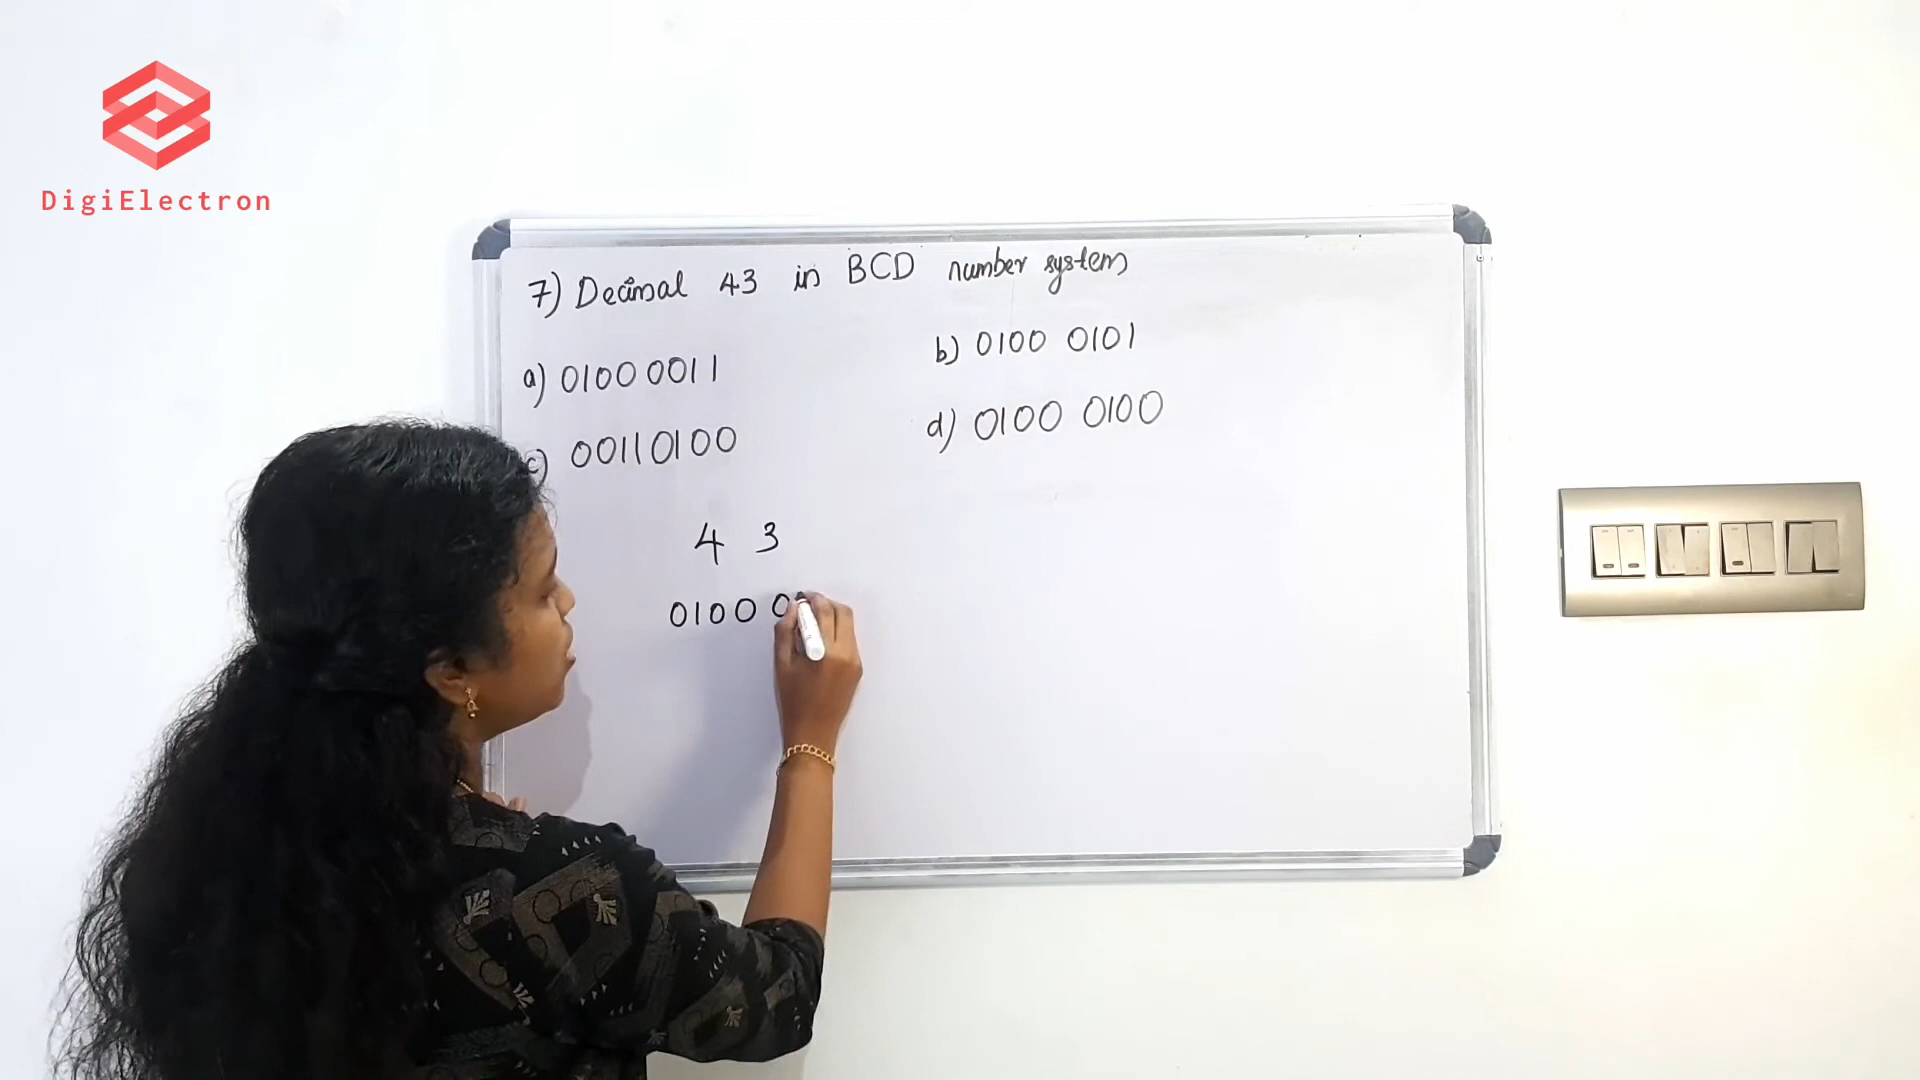 DigiElectron
7) Decimal 43 in BCD number system
a) 0100 0011
b) 0100 0101
c) 0011 0100
d) 0100 0100
4 3
0100 0